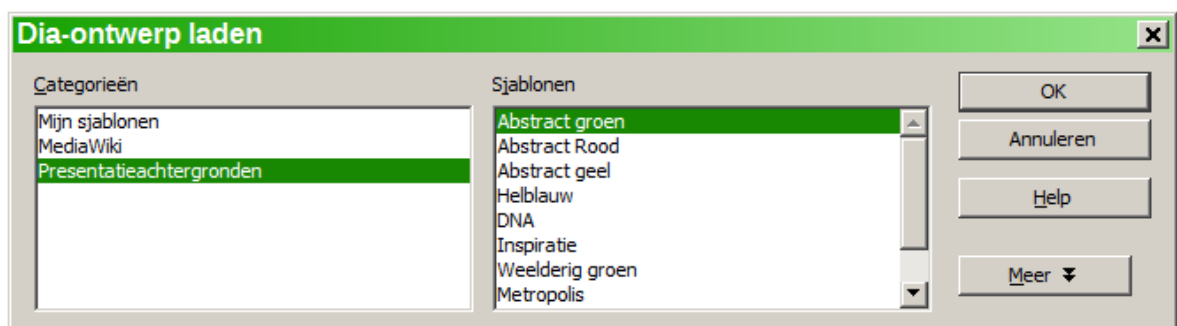 Dia-ontwerp laden
Categorieën
Mijn sjablonen
MediaWiki
Presentatieachtergronden
Sjablonen
Abstract groen
Abstract Rood
Abstract geel
Helblauw
DNA
Inspiratie
Weelderig groen
Metropolis
OK
Annuleren
Help
Meer